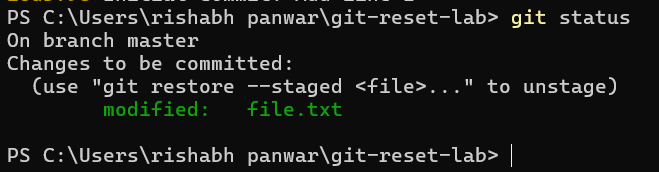 PS C:\Users\rishabh panwar\git-reset-lab> git status
On branch master
Changes to be committed:
  (use "git restore --staged <file>..." to unstage)
        modified:   file.txt

PS C:\Users\rishabh panwar\git-reset-lab>